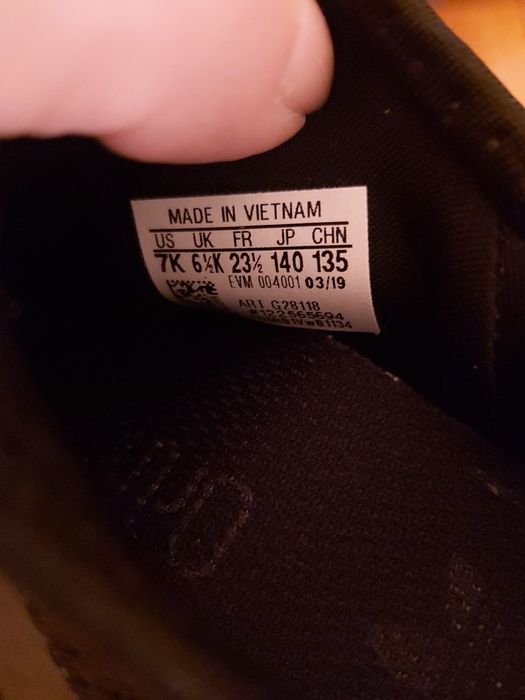 MADE IN VIETNAM
US UK FR JP CHN
7K 6½K 23½ 140 135
EVM 004001 03/19
ART G28118
#122565694